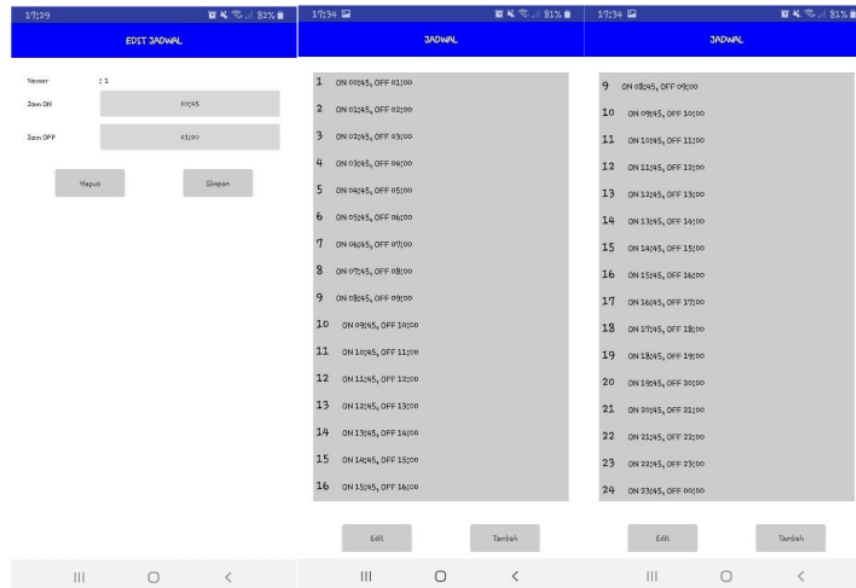 17:29
82%
EDIT JADWAL
Nomor : 1
Jam ON 00:45
Jam OFF 01:00
Hapus Simpan
17:34
81%
JADWAL
1 ON 00:45, OFF 01:00
2 ON 01:45, OFF 02:00
3 ON 02:45, OFF 03:00
4 ON 03:45, OFF 04:00
5 ON 04:45, OFF 05:00
6 ON 05:45, OFF 06:00
7 ON 06:45, OFF 07:00
8 ON 07:45, OFF 08:00
9 ON 08:45, OFF 09:00
10 ON 09:45, OFF 10:00
11 ON 10:45, OFF 11:00
12 ON 11:45, OFF 12:00
13 ON 12:45, OFF 13:00
14 ON 13:45, OFF 14:00
15 ON 14:45, OFF 15:00
16 ON 15:45, OFF 16:00
Edit Tambah
17:34
81%
JADWAL
9 ON 08:45, OFF 09:00
10 ON 09:45, OFF 10:00
11 ON 10:45, OFF 11:00
12 ON 11:45, OFF 12:00
13 ON 12:45, OFF 13:00
14 ON 13:45, OFF 14:00
15 ON 14:45, OFF 15:00
16 ON 15:45, OFF 16:00
17 ON 16:45, OFF 17:00
18 ON 17:45, OFF 18:00
19 ON 18:45, OFF 19:00
20 ON 19:45, OFF 20:00
21 ON 20:45, OFF 21:00
22 ON 21:45, OFF 22:00
23 ON 22:45, OFF 23:00
24 ON 23:45, OFF 00:00
Edit Tambah